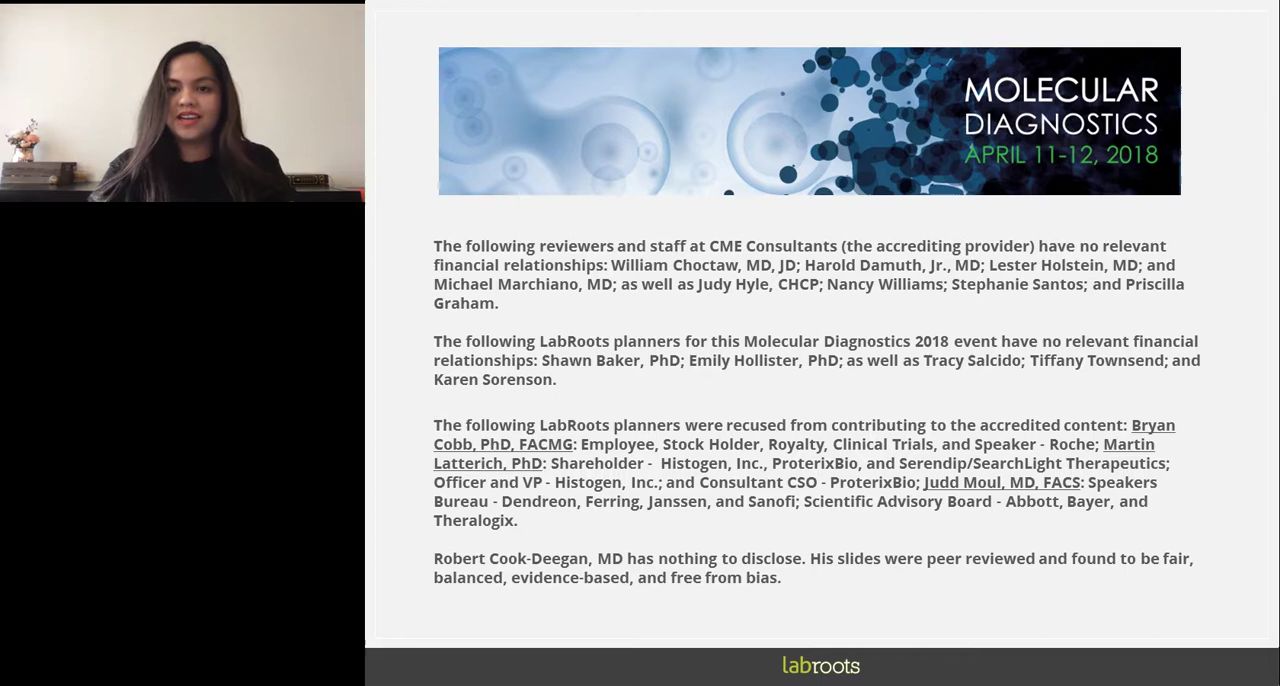 MOLECULAR
DIAGNOSTICS
APRIL 11-12, 2018
The following reviewers and staff at CME Consultants (the accrediting provider) have no relevant
financial relationships: William Choctaw, MD, JD; Harold Damuth, Jr., MD; Lester Holstein, MD; and
Michael Marchiano, MD; as well as Judy Hyle, CHCP; Nancy Williams; Stephanie Santos; and Priscilla
Graham.
The following LabRoots planners for this Molecular Diagnostics 2018 event have no relevant financial
relationships: Shawn Baker, PhD; Emily Hollister, PhD; as well as Tracy Salcido; Tiffany Townsend; and
Karen Sorenson.
The following LabRoots planners were recused from contributing to the accredited content: Bryan
Cobb, PhD, FACMG: Employee, Stock Holder, Royalty, Clinical Trials, and Speaker - Roche; Martin
Latterich, PhD: Shareholder - Histogen, Inc., ProterixBio, and Serendip/SearchLight Therapeutics;
Officer and VP - Histogen, Inc.; and Consultant CSO - ProterixBio; Judd Moul, MD, FACS: Speakers
Bureau - Dendreon, Ferring, Janssen, and Sanofi; Scientific Advisory Board - Abbott, Bayer, and
Theralogix.
Robert Cook-Deegan, MD has nothing to disclose. His slides were peer reviewed and found to be fair,
balanced, evidence-based, and free from bias.
labroots